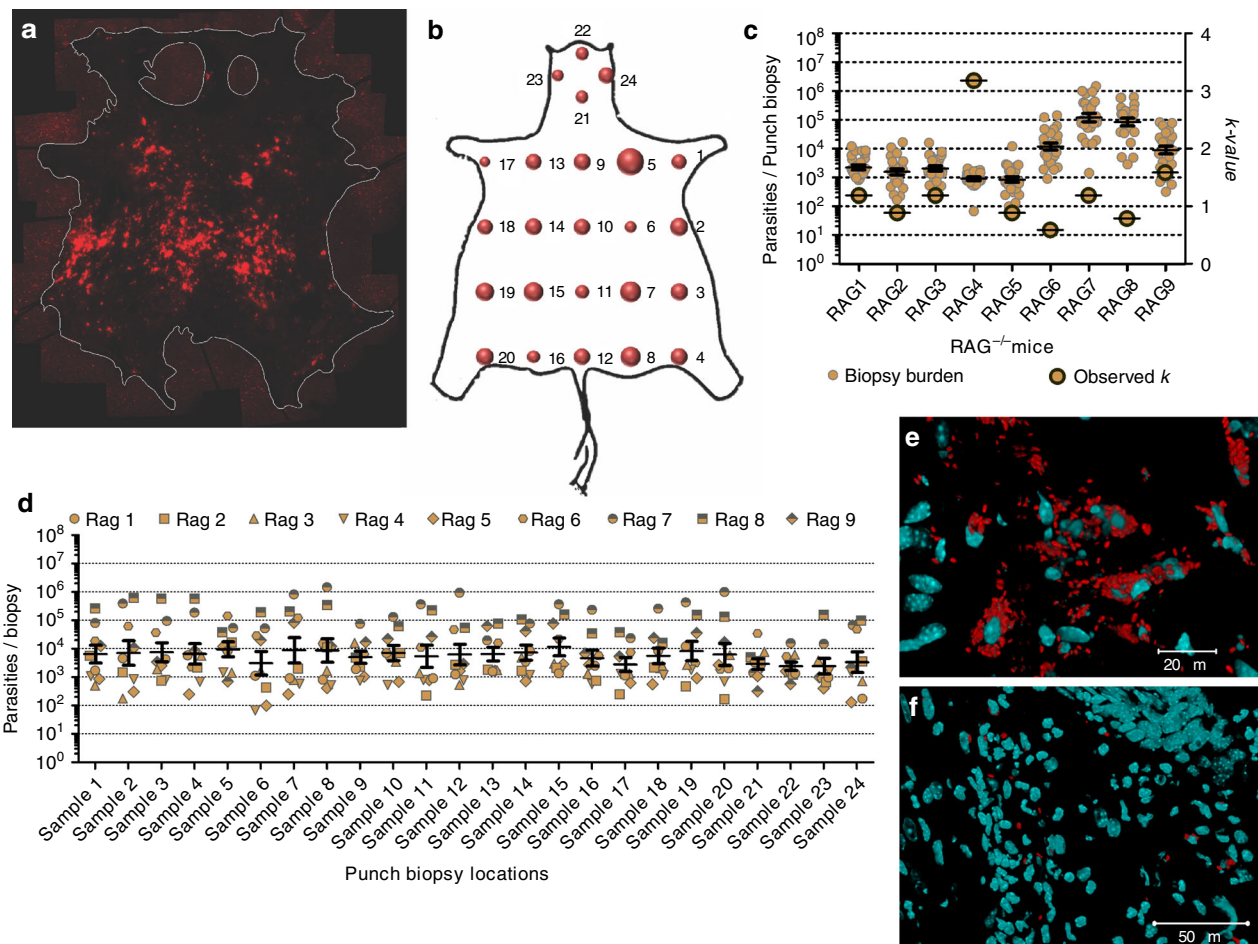 a
b
22
23
24
21
17
13
9
5
1
18
14
10
6
2
19
15
11
7
3
20
16
12
8
4
c
Parasities / Punch biopsy
10^8
10^7
10^6
10^5
10^4
10^3
10^2
10^1
10^0
4
3
2
1
0
k-value
RAG1
RAG2
RAG3
RAG4
RAG5
RAG6
RAG7
RAG8
RAG9
RAG^–/– mice
Biopsy burden
Observed k
d
Rag 1
Rag 2
Rag 3
Rag 4
Rag 5
Rag 6
Rag 7
Rag 8
Rag 9
Parasities / biopsy
10^8
10^7
10^6
10^5
10^4
10^3
10^2
10^1
10^0
Sample 1
Sample 2
Sample 3
Sample 4
Sample 5
Sample 6
Sample 7
Sample 8
Sample 9
Sample 10
Sample 11
Sample 12
Sample 13
Sample 14
Sample 15
Sample 16
Sample 17
Sample 18
Sample 19
Sample 20
Sample 21
Sample 22
Sample 23
Sample 24
Punch biopsy locations
e
20 m
f
50 m